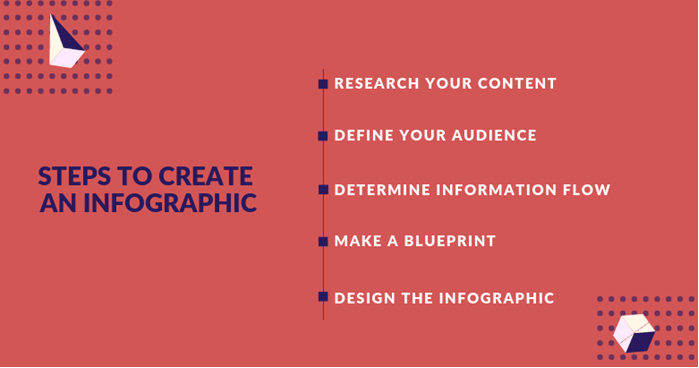 STEPS TO CREATE
AN INFOGRAPHIC
RESEARCH YOUR CONTENT
DEFINE YOUR AUDIENCE
DETERMINE INFORMATION FLOW
MAKE A BLUEPRINT
DESIGN THE INFOGRAPHIC